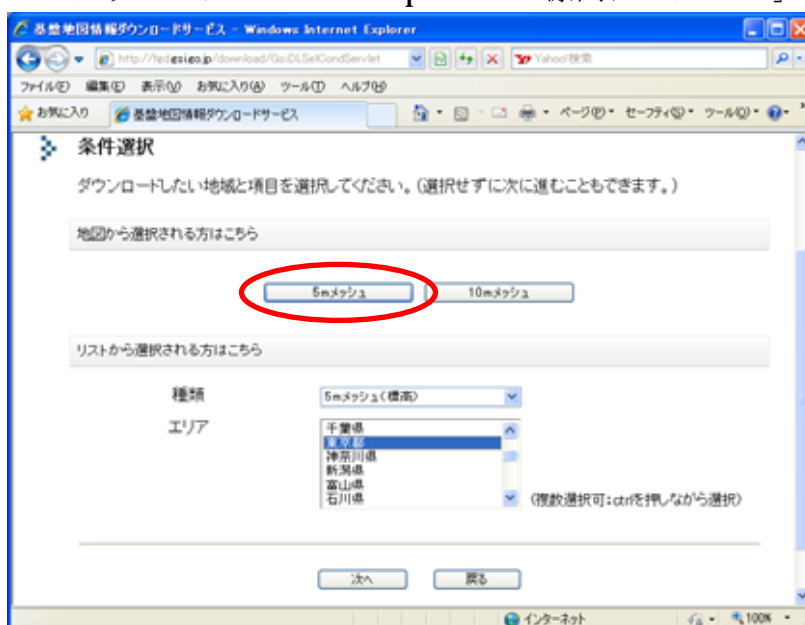 基盤地図情報ダウンロードサービス - Windows Internet Explorer
Yahoo!検索
ファイル(F) 編集(E) 表示(V) お気に入り(A) ツール(T) ヘルプ(H)
お気に入り 基盤地図情報ダウンロードサービス ページ(P) セーフティ(S) ツール(O)
条件選択
ダウンロードしたい地域と項目を選択してください。(選択せずに次に進むこともできます。)
地図から選択される方はこちら
5mメッシュ 10mメッシュ
リストから選択される方はこちら
種類 5mメッシュ(標高)
エリア 千葉県
東京都
神奈川県
新潟県
富山県
石川県 (複数選択可:ctrlを押しながら選択)
次へ 戻る
インターネット 100%